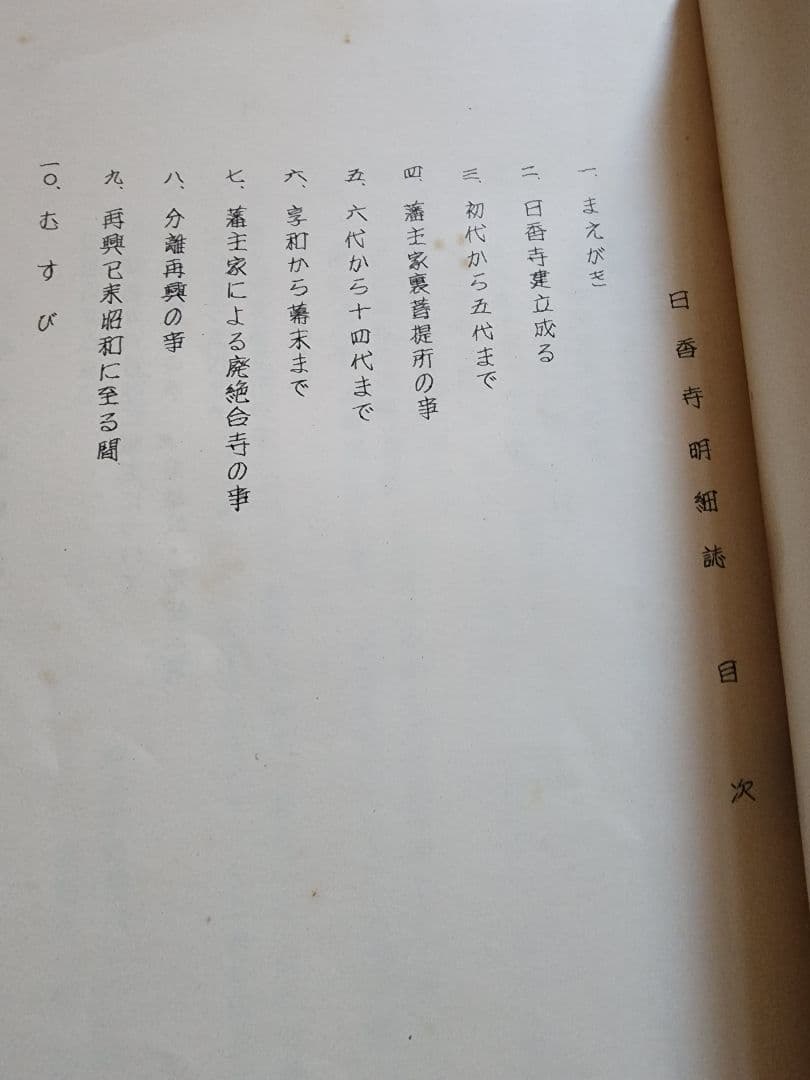 日香寺明細誌 目次
一、まえがき
二、日香寺建立成る
三、初代から五代まで
四、藩主家裏菩提所の事
五、六代から十四代まで
六、享和から幕末まで
七、藩主家による廃絶合寺の事
八、分離再興の事
九、再興已来昭和に至る間
一〇、むすび